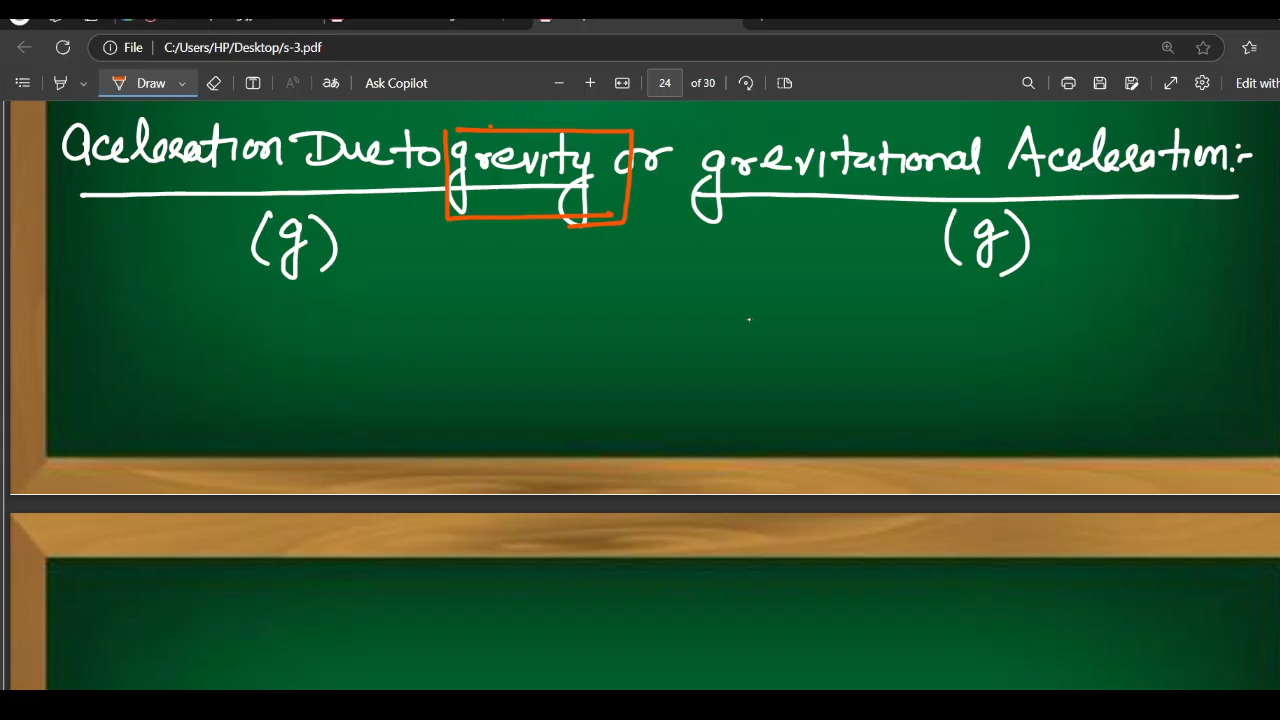 File | C:/Users/HP/Desktop/s-3.pdf
Draw Ask Copilot 24 of 30 Edit with
Aceleration Due to grevity or grevitational Aceleration:-
(g) (g)